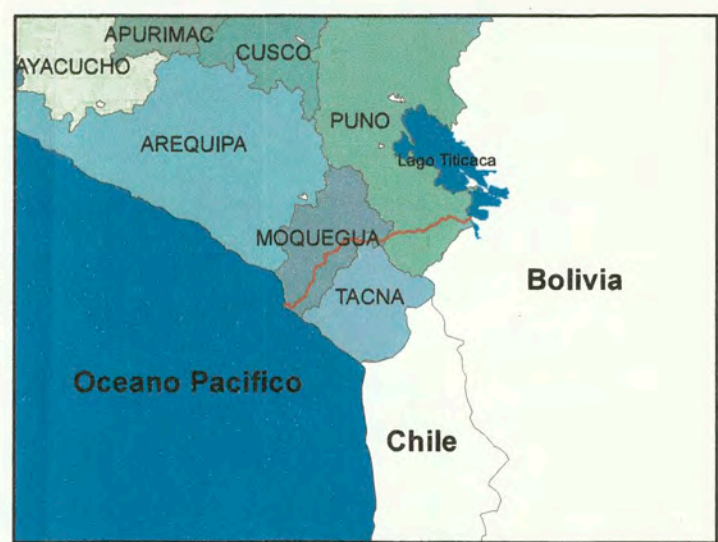 APURIMAC
CUSCO
AYACUCHO
PUNO
AREQUIPA
Lago Titicaca
MOQUEGUA
Bolivia
TACNA
Oceano Pacifico
Chile